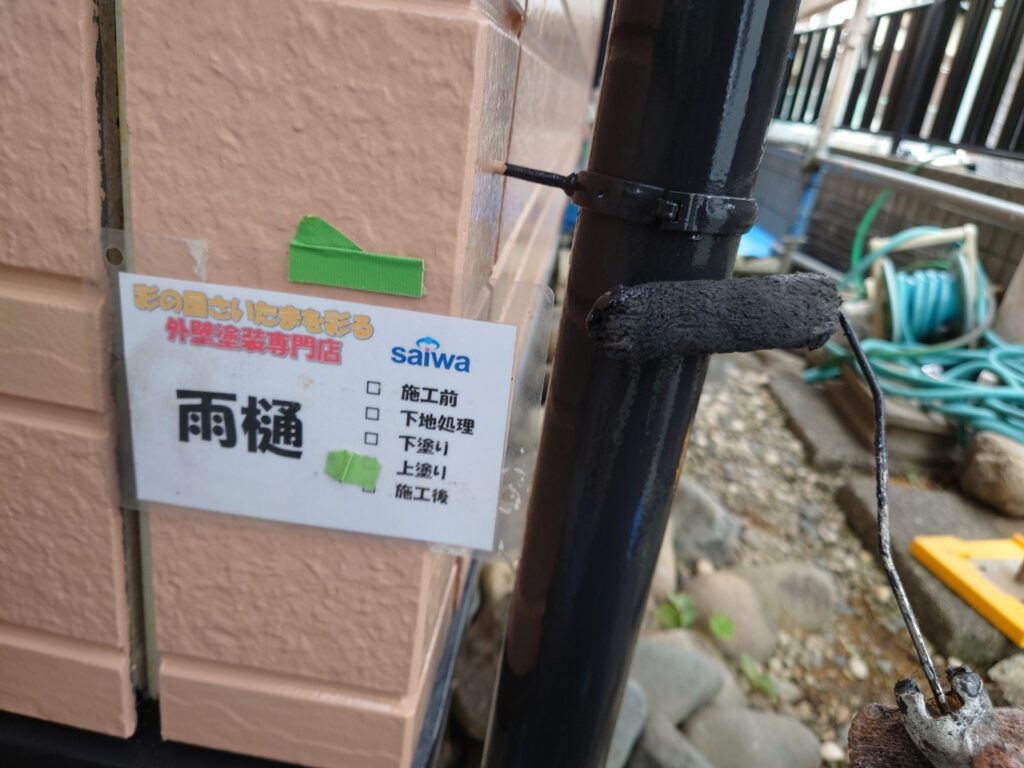 彩の国さいたまを彩る
外壁塗装専門店
saiwa
雨樋
□ 施工前
□ 下地処理
□ 下塗り
上塗り
□ 施工後